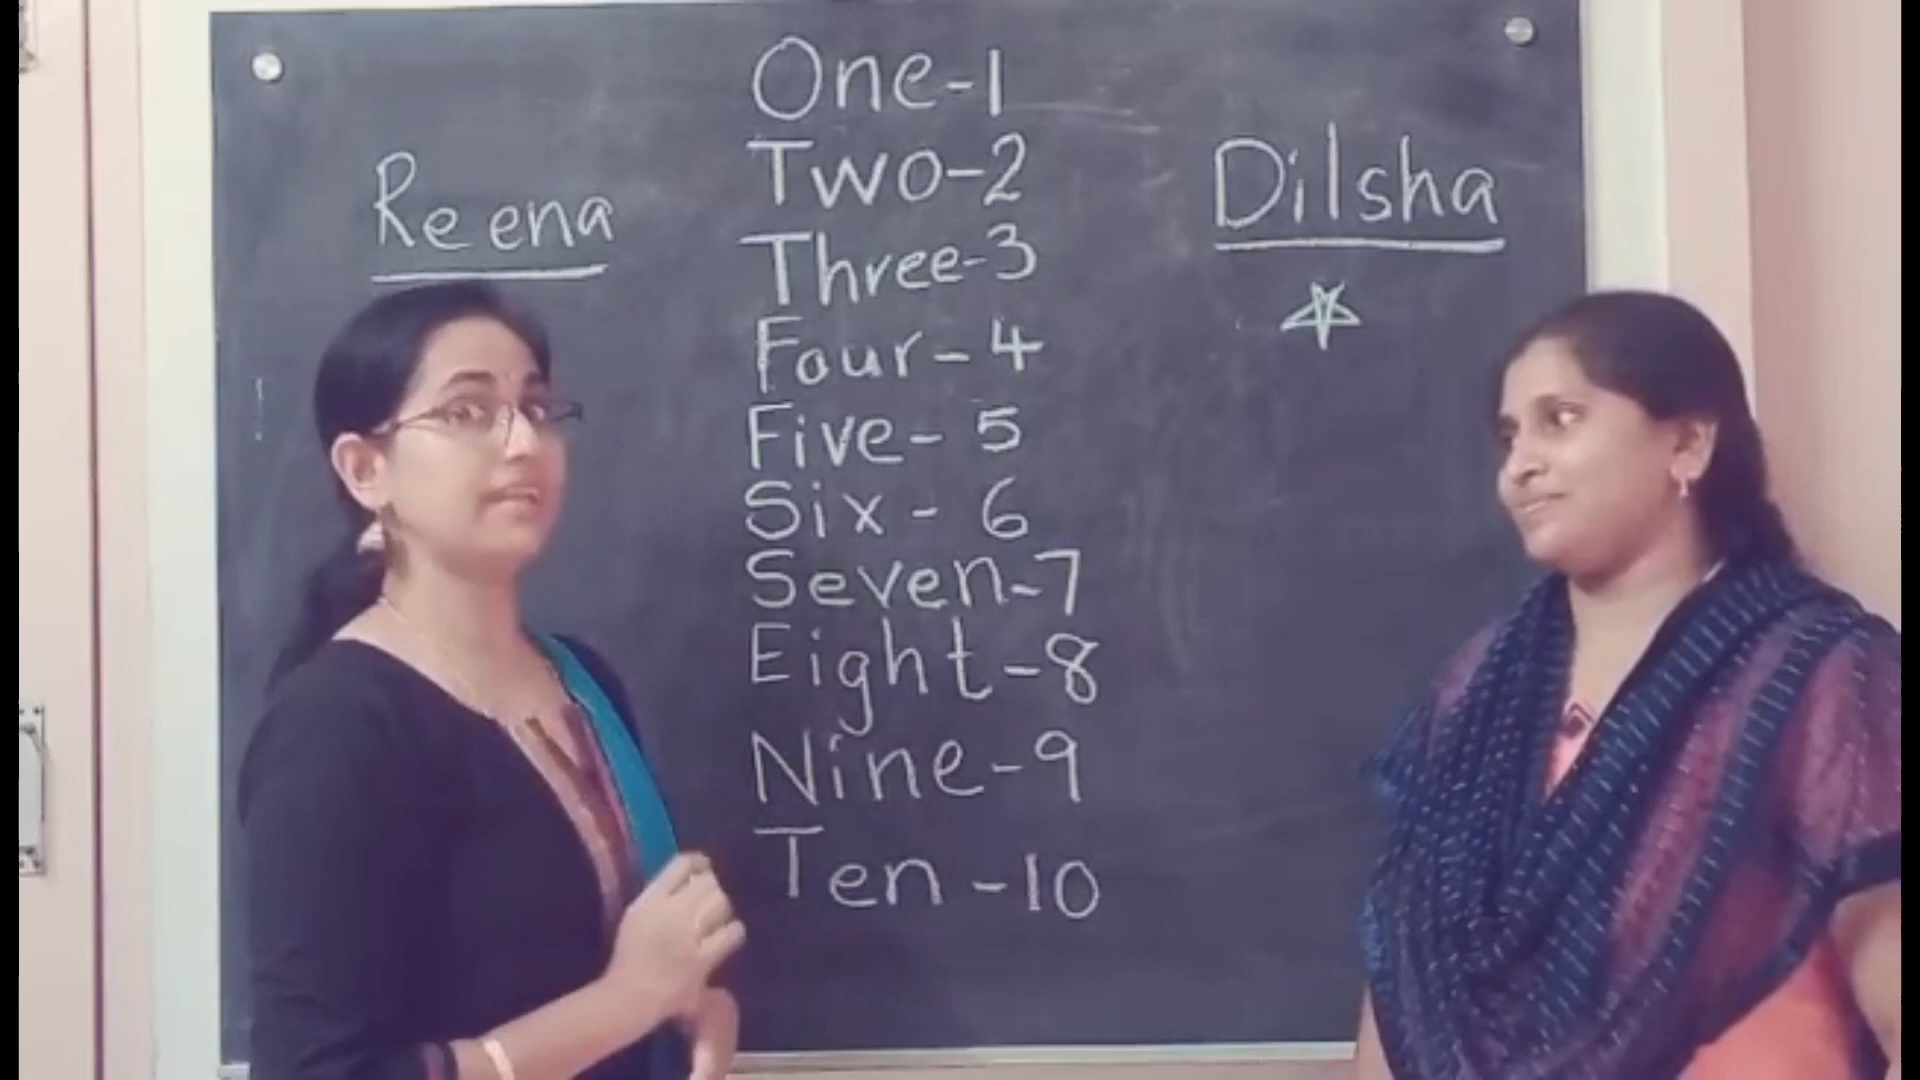 Reena
Dilsha
One-1
Two-2
Three-3
Four-4
Five-5
Six-6
Seven-7
Eight-8
Nine-9
Ten-10